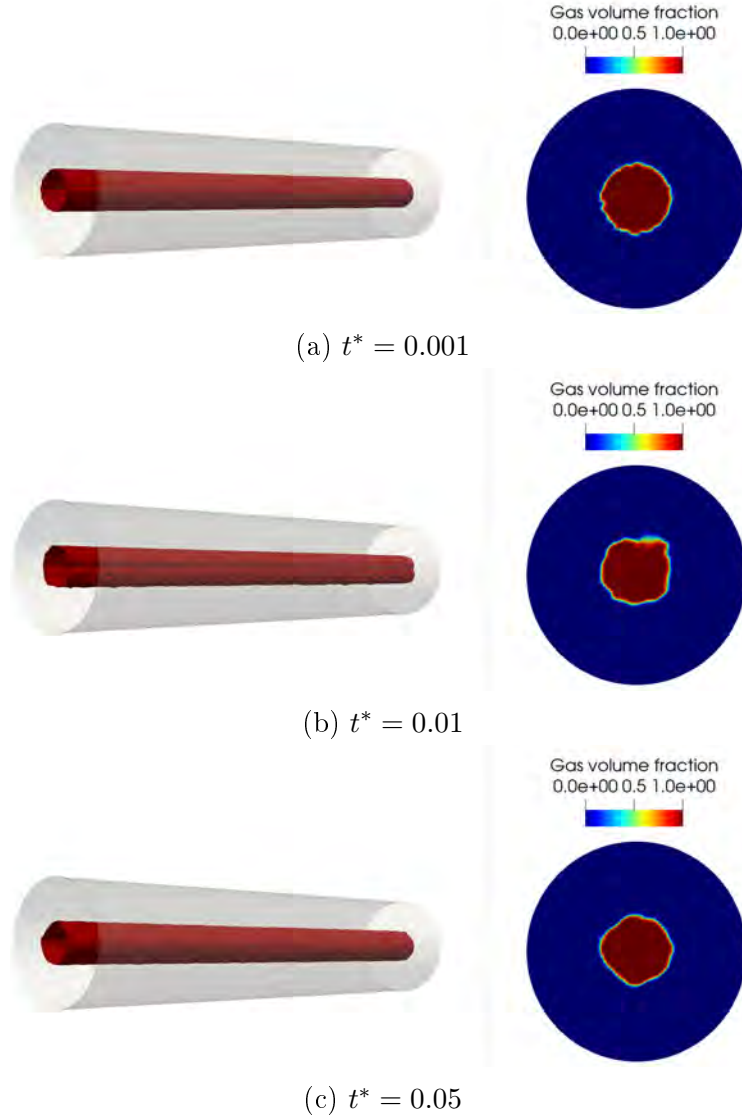 Gas volume fraction
0.0e+00 0.5 1.0e+00
(a) t* = 0.001
Gas volume fraction
0.0e+00 0.5 1.0e+00
(b) t* = 0.01
Gas volume fraction
0.0e+00 0.5 1.0e+00
(c) t* = 0.05